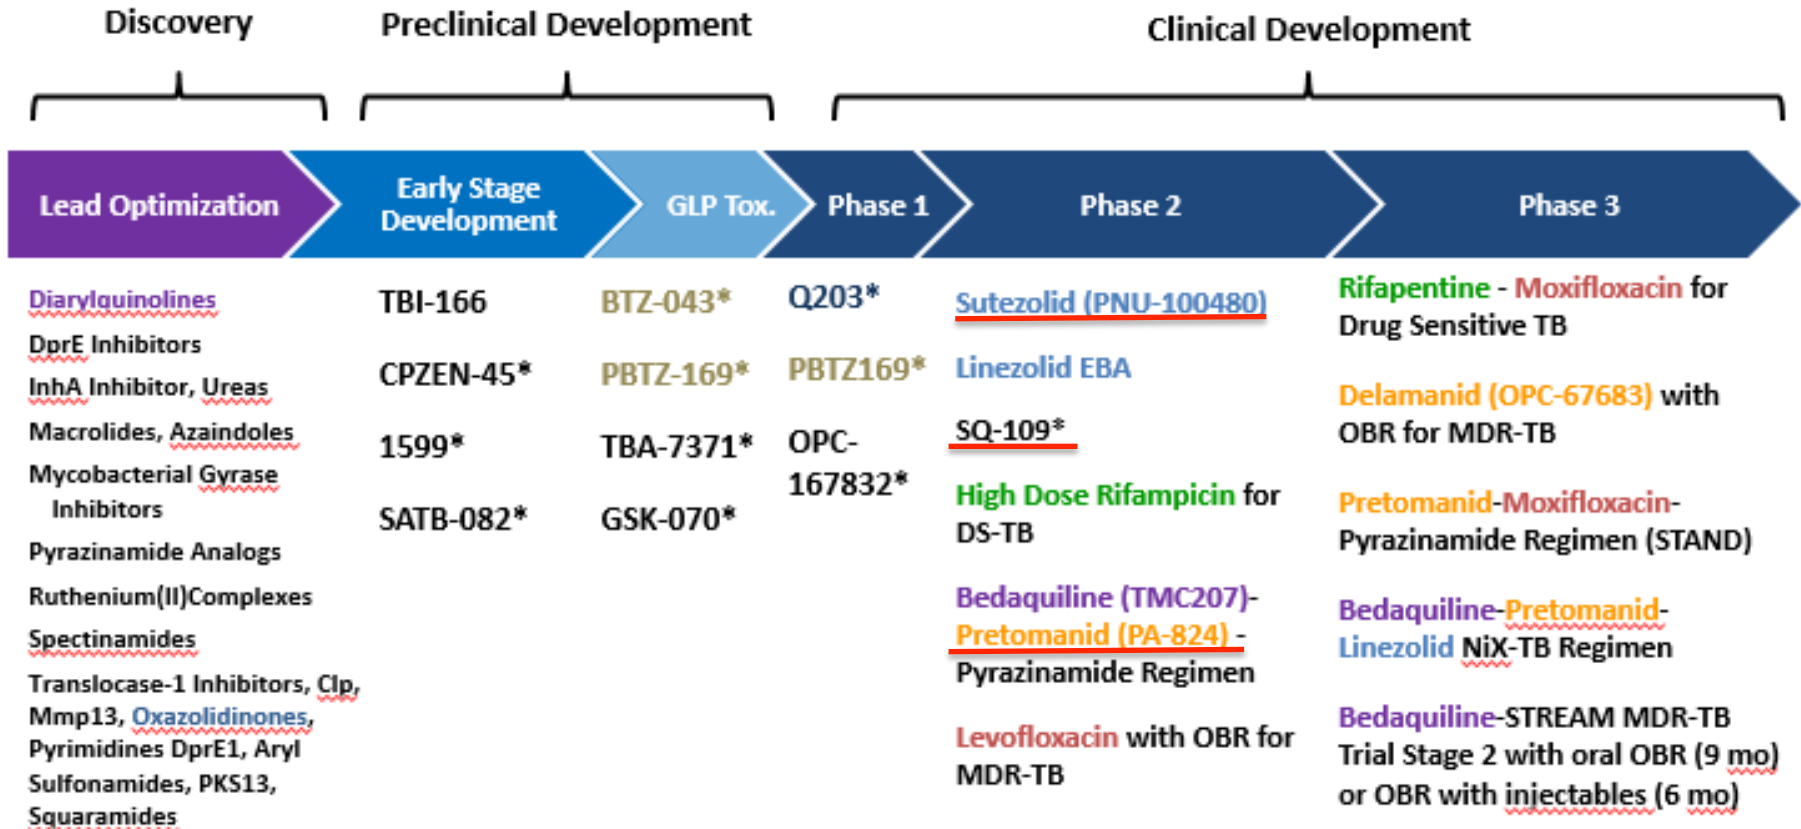 Discovery
Preclinical Development
Clinical Development
Lead Optimization
Early Stage
Development
GLP Tox.
Phase 1
Phase 2
Phase 3
Diarylquinolines
DprE Inhibitors
InhA Inhibitor, Ureas
Macrolides, Azaindoles
Mycobacterial Gyrase
Inhibitors
Pyrazinamide Analogs
Ruthenium(II)Complexes
Spectinamides
Translocase-1 Inhibitors, Clp,
Mmp13, Oxazolidinones,
Pyrimidines DprE1, Aryl
Sulfonamides, PKS13,
Squaramides
TBI-166
CPZEN-45*
1599*
SATB-082*
BTZ-043*
PBTZ-169*
TBA-7371*
GSK-070*
Q203*
PBTZ169*
OPC-
167832*
Sutezolid (PNU-100480)
Linezolid EBA
SQ-109*
High Dose Rifampicin for
DS-TB
Bedaquiline (TMC207)-
Pretomanid (PA-824) -
Pyrazinamide Regimen
Levofloxacin with OBR for
MDR-TB
Rifapentine - Moxifloxacin for
Drug Sensitive TB
Delamanid (OPC-67683) with
OBR for MDR-TB
Pretomanid-Moxifloxacin-
Pyrazinamide Regimen (STAND)
Bedaquiline-Pretomanid-
Linezolid NiX-TB Regimen
Bedaquiline-STREAM MDR-TB
Trial Stage 2 with oral OBR (9 mo)
or OBR with injectables (6 mo)